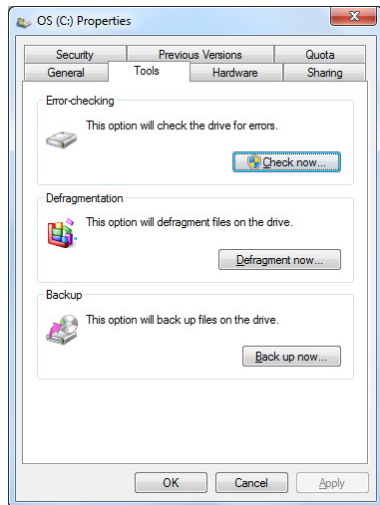 OS (C:) Properties
Security Previous Versions Quota
General Tools Hardware Sharing
Error-checking
This option will check the drive for errors.
Check now...
Defragmentation
This option will defragment files on the drive.
Defragment now...
Backup
This option will back up files on the drive.
Back up now...
OK Cancel Apply